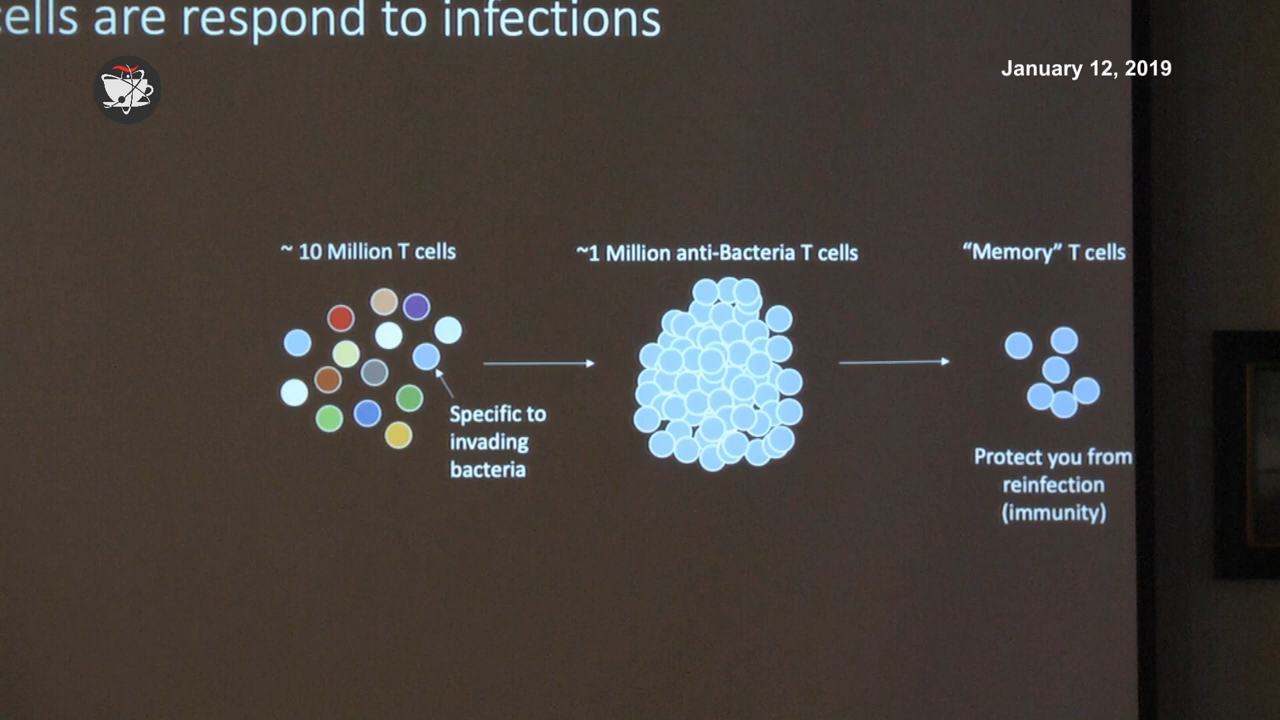 cells are respond to infections
January 12, 2019
~ 10 Million T cells
~1 Million anti-Bacteria T cells
“Memory” T cells
Specific to
invading
bacteria
Protect you from
reinfection
(immunity)